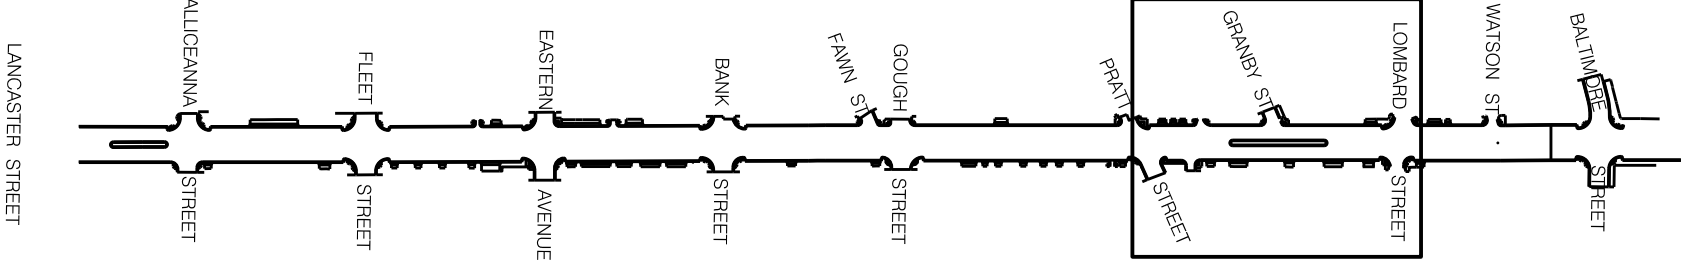 LANCASTER STREET
ALLICEANNA
STREET
FLEET
STREET
EASTERN
AVENUE
BANK
STREET
FAWN ST
GOUGH
STREET
PRATT
STREET
GRANBY ST
LOMBARD
STREET
WATSON ST
BALTIMORE
STREET